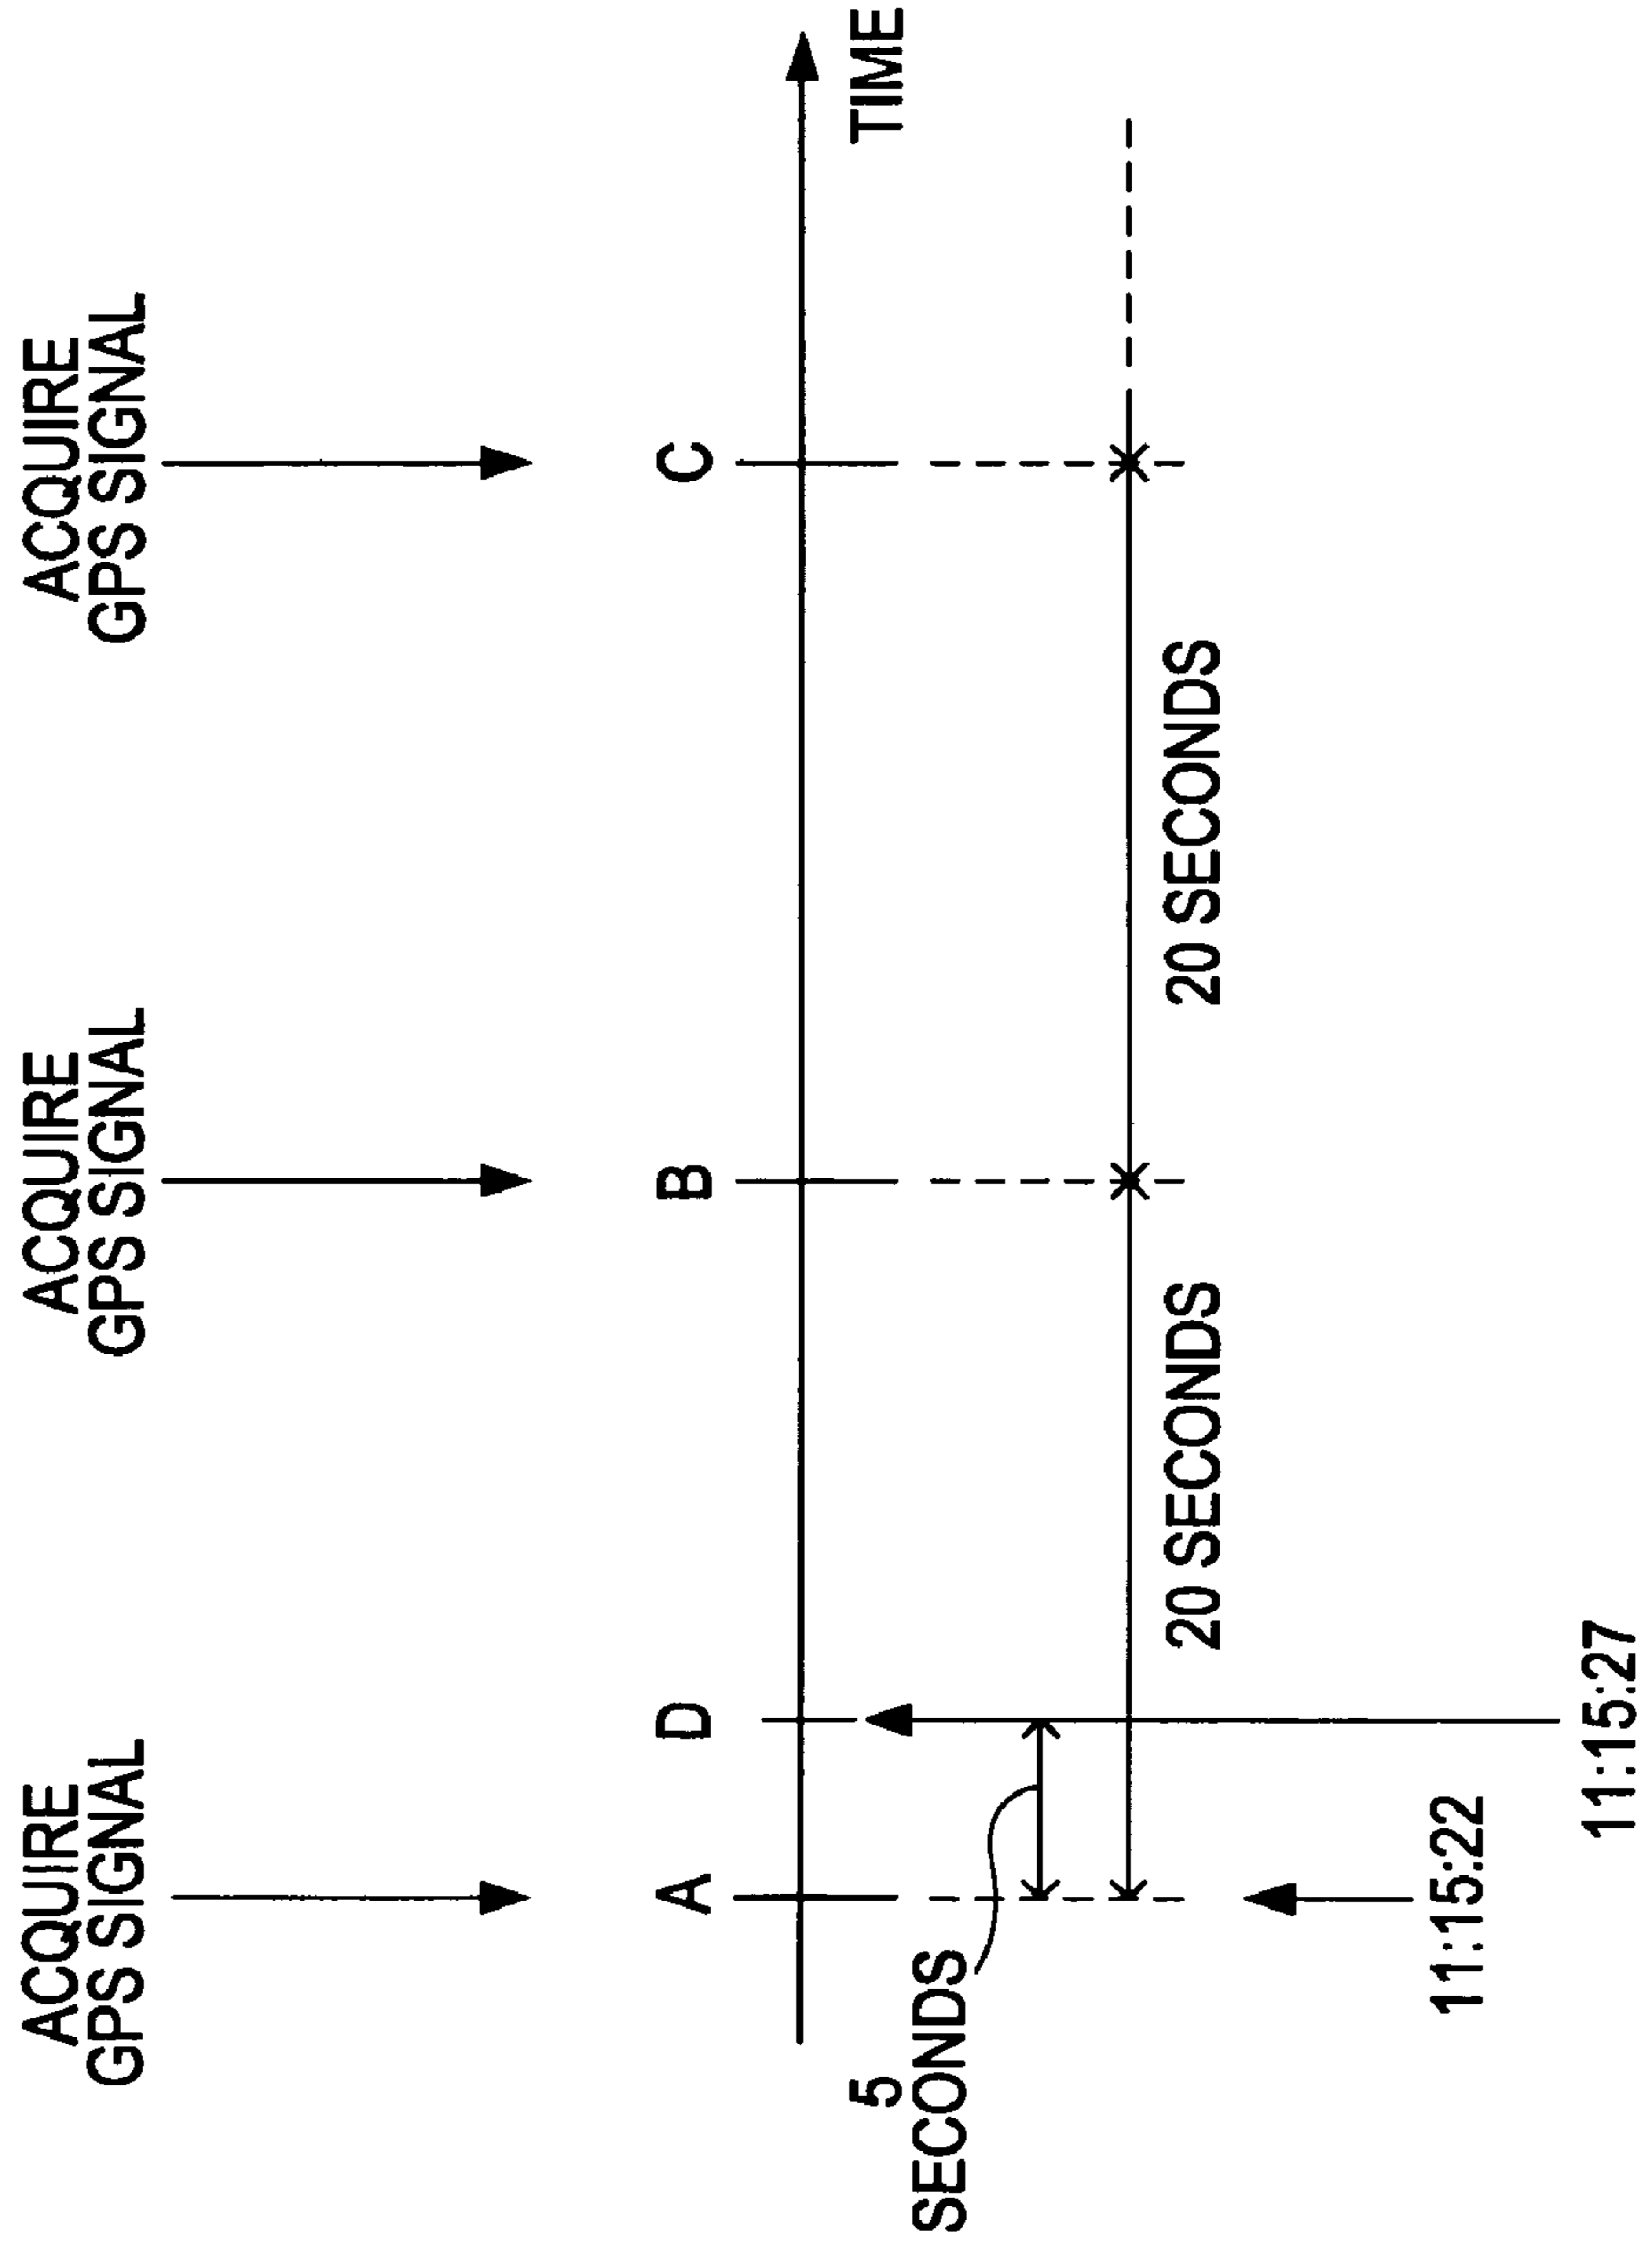 ACQUIRE
GPS SIGNAL
ACQUIRE
GPS SIGNAL
ACQUIRE
GPS SIGNAL
A
D
B
C
TIME
5
SECONDS
20 SECONDS
20 SECONDS
11:15:22
11:15:27